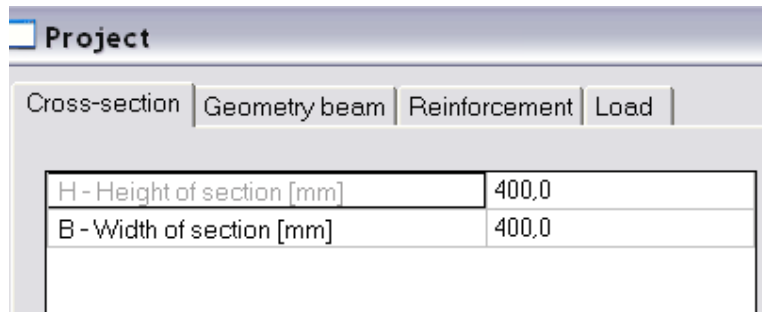 Project
Cross-section Geometry beam Reinforcement Load
H - Height of section [mm] 400,0
B - Width of section [mm] 400,0